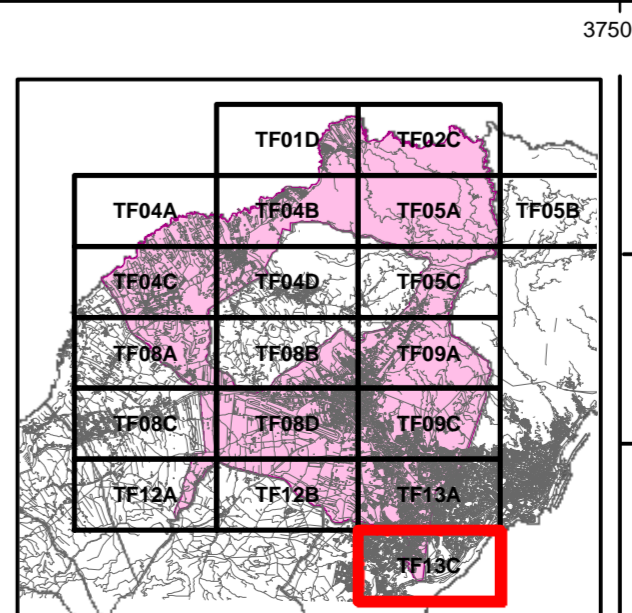 3750
TF01D TF02C
TF04A TF04B TF05A TF05B
TF04C TF04D TF05C
TF08A TF08B TF09A
TF08C TF08D TF09C
TF12A TF12B TF13A
TF13C